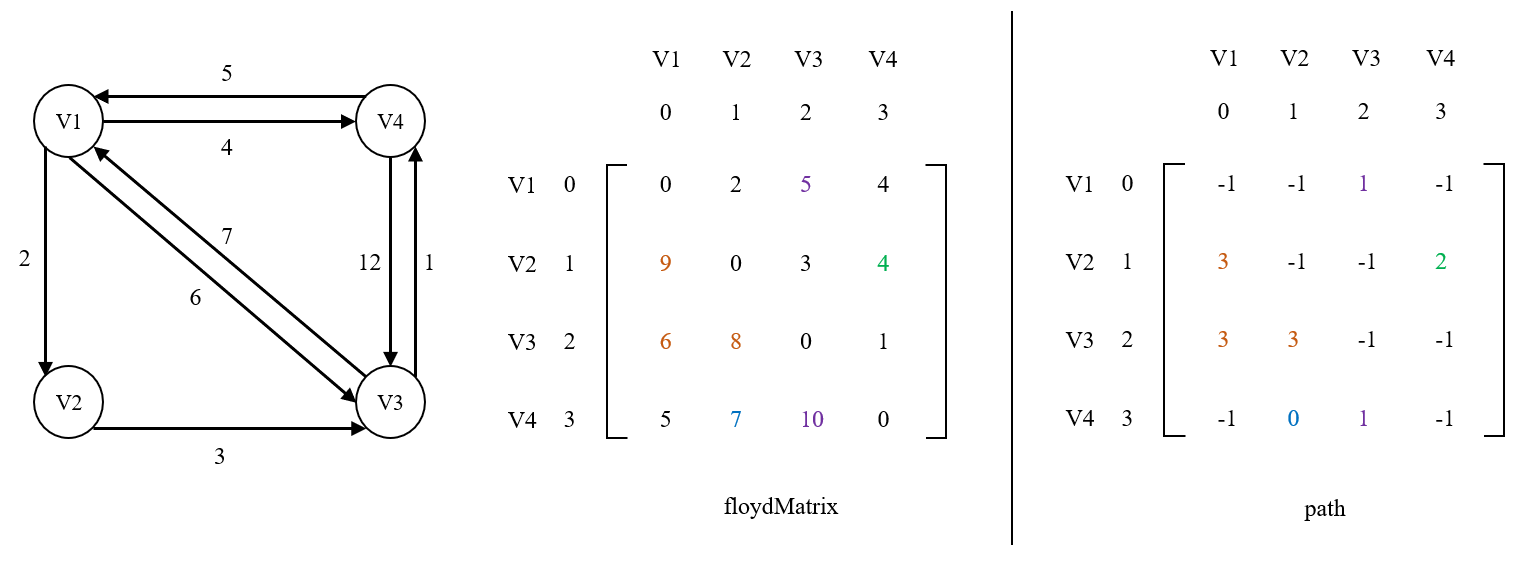 5
V1
V4
4
7
2
12
1
6
V2
V3
3
V1 V2 V3 V4
0 1 2 3
V1 0 0 2 5 4
V2 1 9 0 3 4
V3 2 6 8 0 1
V4 3 5 7 10 0
floydMatrix
V1 V2 V3 V4
0 1 2 3
V1 0 -1 -1 1 -1
V2 1 3 -1 -1 2
V3 2 3 3 -1 -1
V4 3 -1 0 1 -1
path